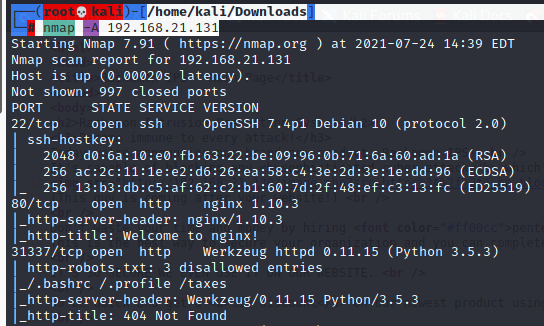 (root💀kali)-[/home/kali/Downloads]
# nmap -A 192.168.21.131
Starting Nmap 7.91 ( https://nmap.org ) at 2021-07-24 14:39 EDT
Nmap scan report for 192.168.21.131
Host is up (0.00020s latency).
Not shown: 997 closed ports
PORT      STATE SERVICE VERSION
22/tcp    open  ssh     OpenSSH 7.4p1 Debian 10 (protocol 2.0)
| ssh-hostkey:
|   2048 d0:6a:10:e0:fb:63:22:be:09:96:0b:71:6a:60:ad:1a (RSA)
|   256 ac:2c:11:1e:e2:d6:26:ea:58:c4:3e:2d:3e:1e:dd:96 (ECDSA)
|_  256 13:b3:db:c5:af:62:c2:b1:60:7d:2f:48:ef:c3:13:fc (ED25519)
80/tcp    open  http    nginx 1.10.3
|_http-server-header: nginx/1.10.3
|_http-title: Welcome to nginx!
31337/tcp open  http    Werkzeug httpd 0.11.15 (Python 3.5.3)
| http-robots.txt: 3 disallowed entries
|_/.bashrc /.profile /taxes
|_http-server-header: Werkzeug/0.11.15 Python/3.5.3
|_http-title: 404 Not Found